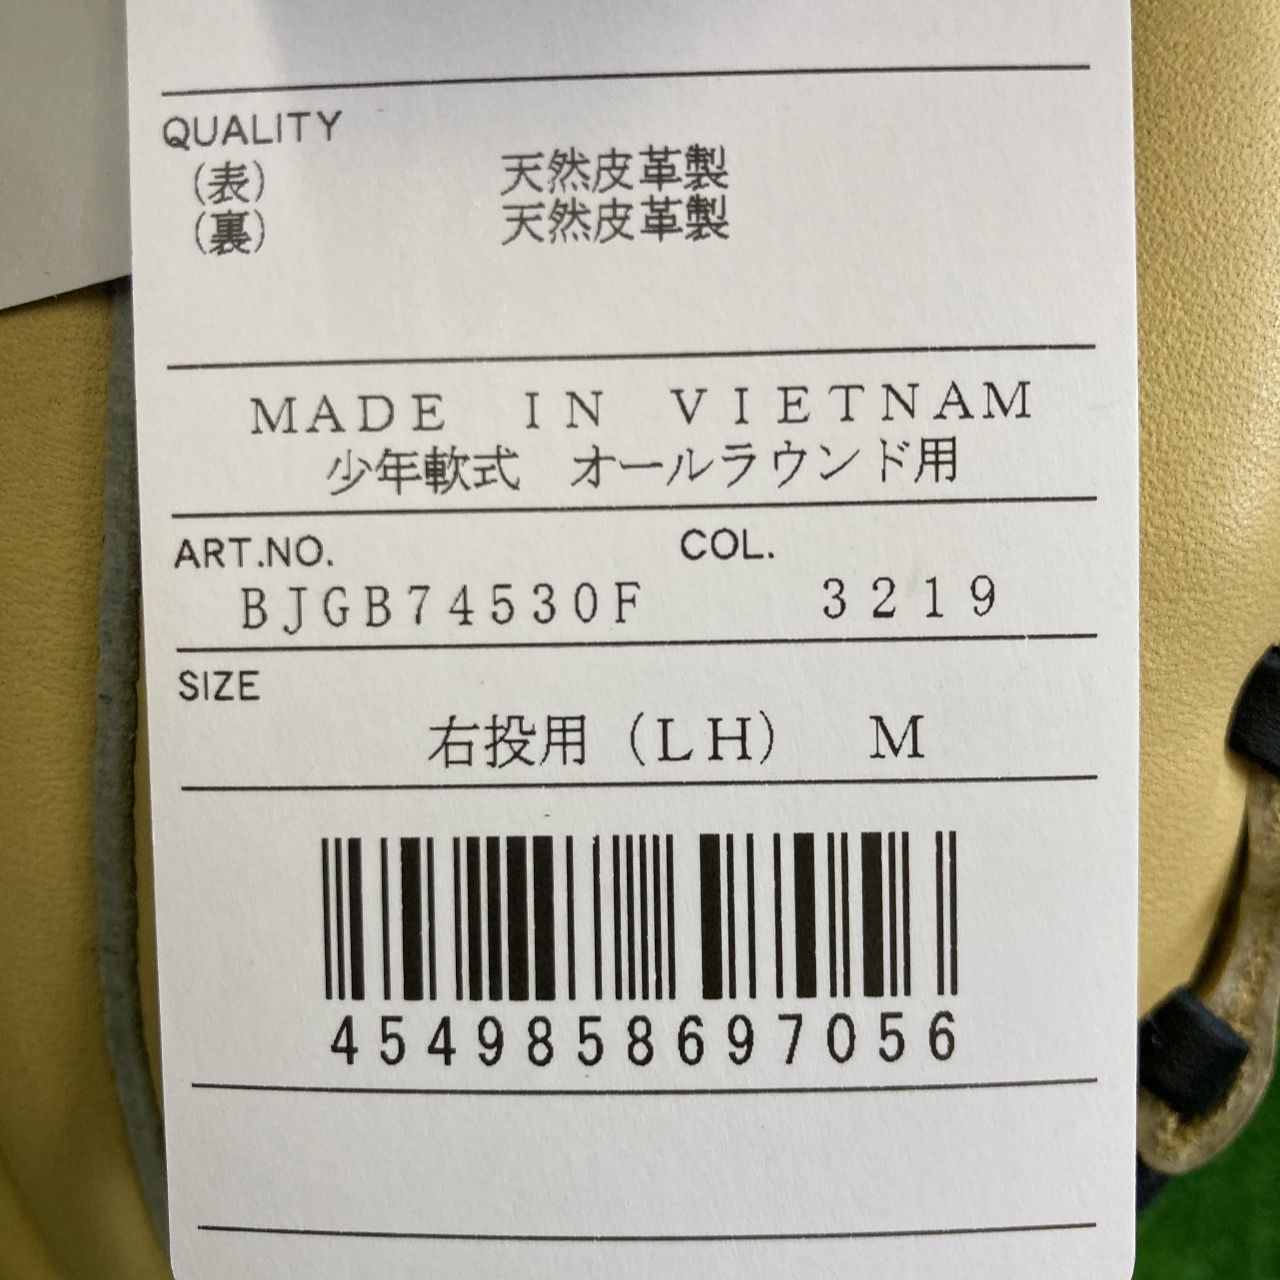 QUALITY
(表) 天然皮革製
(裏) 天然皮革製
MADE IN VIETNAM
少年軟式 オールラウンド用
ART.NO. COL.
BJGB74530F 3219
SIZE
右投用(LH) M
4549858697056